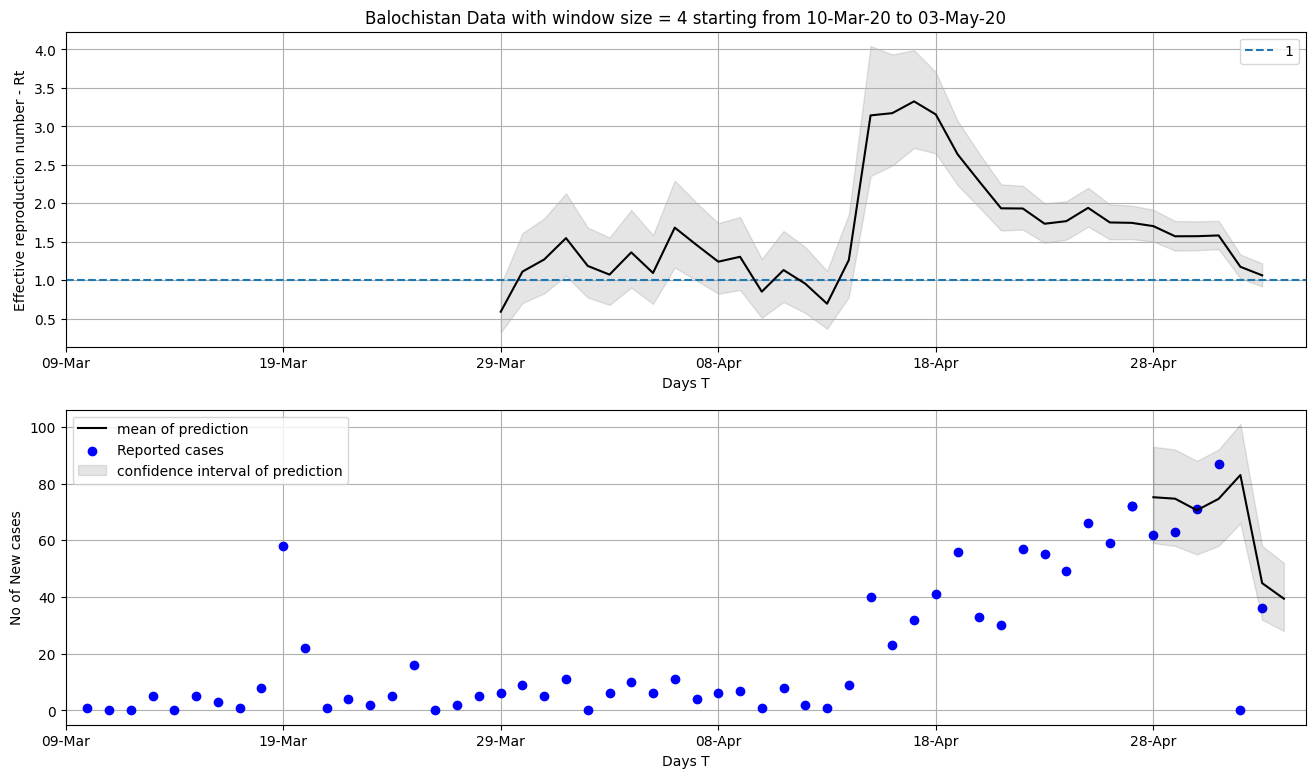 Balochistan Data with window size = 4 starting from 10-Mar-20 to 03-May-20
Effective reproduction number - Rt
4.0
3.5
3.0
2.5
2.0
1.5
1.0
0.5
1
09-Mar
19-Mar
29-Mar
08-Apr
18-Apr
28-Apr
Days T
No of New cases
100
80
60
40
20
0
mean of prediction
Reported cases
confidence interval of prediction
09-Mar
19-Mar
29-Mar
08-Apr
18-Apr
28-Apr
Days T